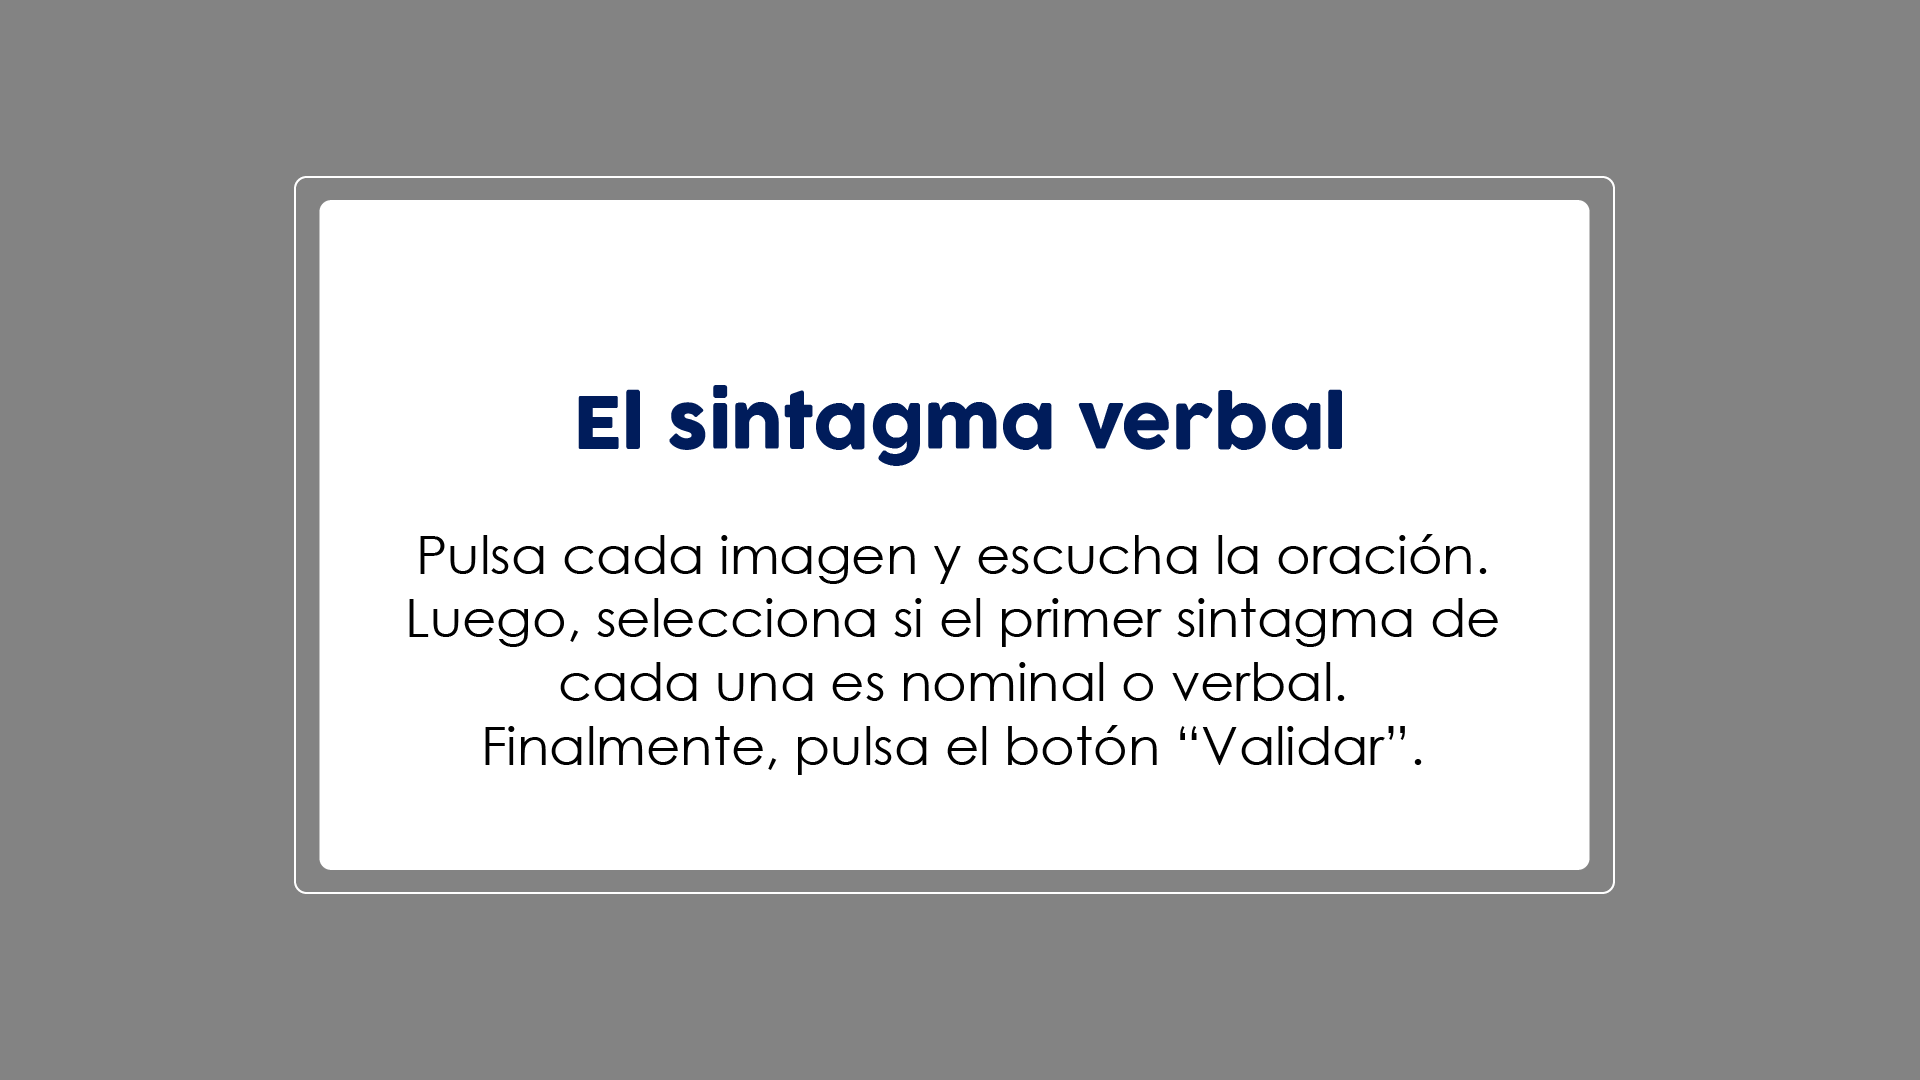 El sintagma verbal
Pulsa cada imagen y escucha la oración.
Luego, selecciona si el primer sintagma de
cada una es nominal o verbal.
Finalmente, pulsa el botón “Validar”.